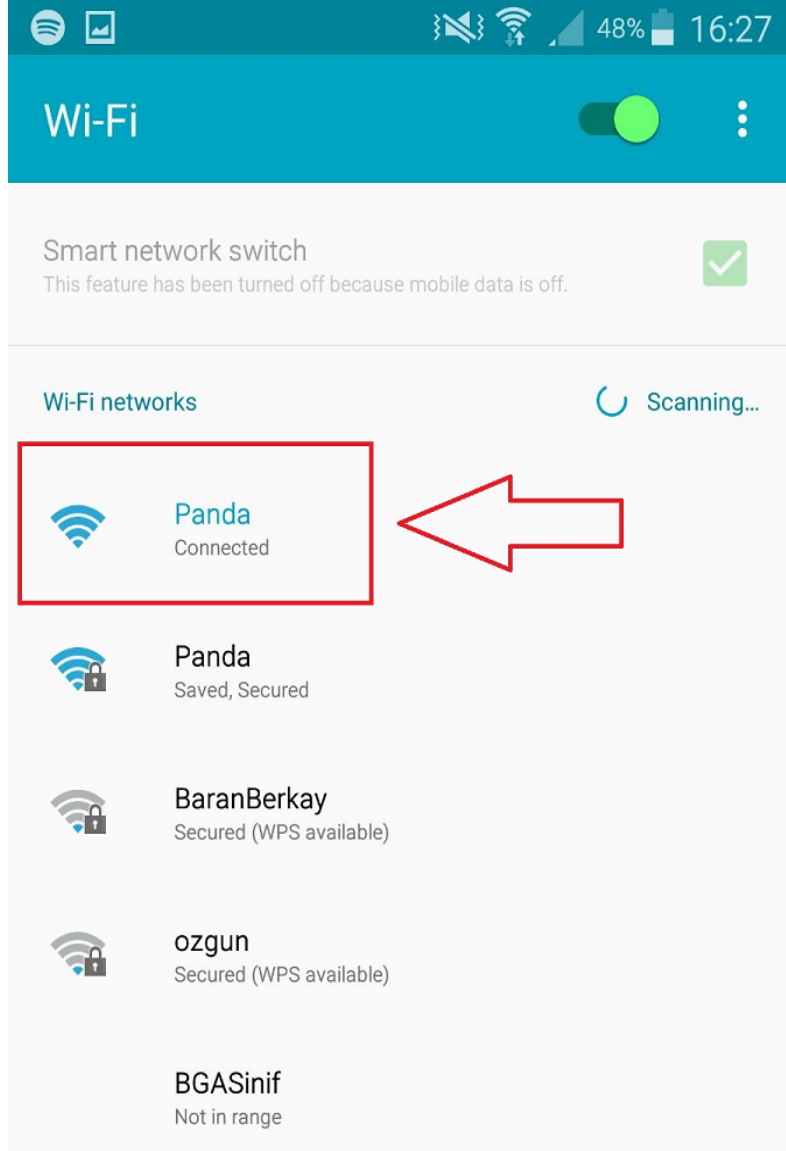 48% 16:27
Wi-Fi
Smart network switch
This feature has been turned off because mobile data is off.
Wi-Fi networks Scanning...
Panda
Connected
Panda
Saved, Secured
BaranBerkay
Secured (WPS available)
ozgun
Secured (WPS available)
BGASinif
Not in range